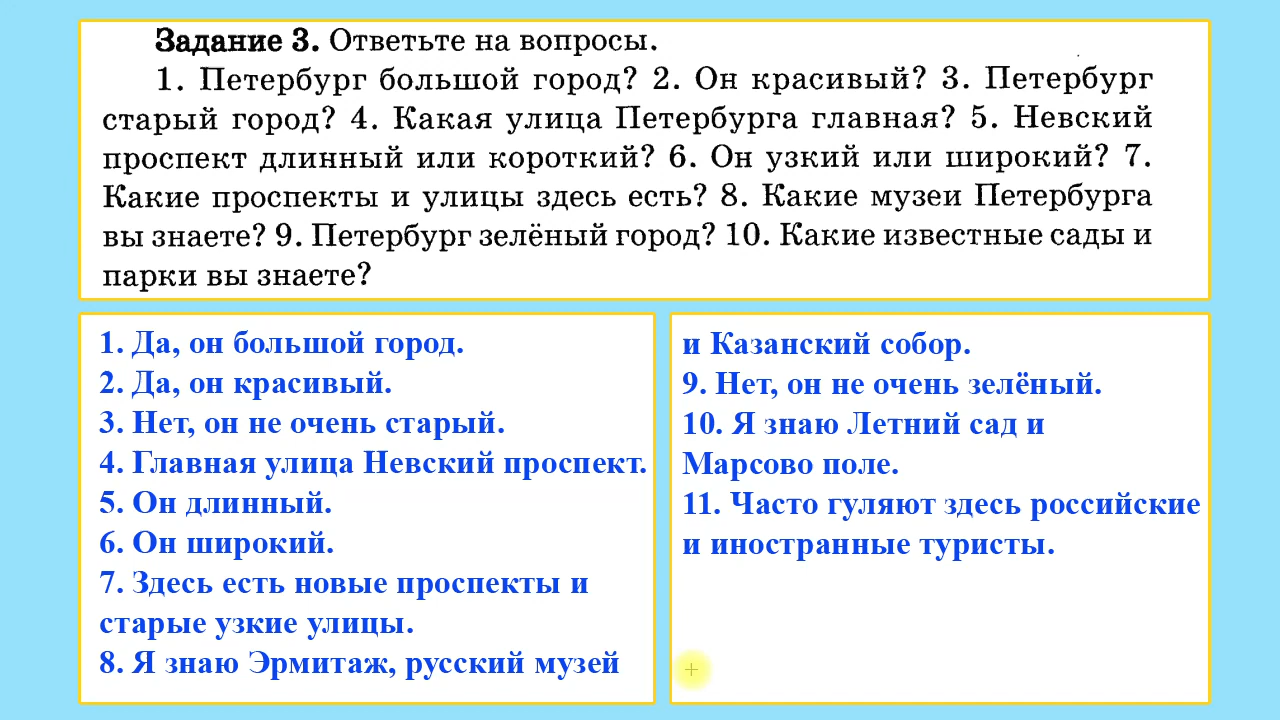 Задание 3. Ответьте на вопросы.
1. Петербург большой город? 2. Он красивый? 3. Петербург
старый город? 4. Какая улица Петербурга главная? 5. Невский
проспект длинный или короткий? 6. Он узкий или широкий? 7.
Какие проспекты и улицы здесь есть? 8. Какие музеи Петербурга
вы знаете? 9. Петербург зелёный город? 10. Какие известные сады и
парки вы знаете?
1. Да, он большой город.
2. Да, он красивый.
3. Нет, он не очень старый.
4. Главная улица Невский проспект.
5. Он длинный.
6. Он широкий.
7. Здесь есть новые проспекты и
старые узкие улицы.
8. Я знаю Эрмитаж, русский музей
и Казанский собор.
9. Нет, он не очень зелёный.
10. Я знаю Летний сад и
Марсово поле.
11. Часто гуляют здесь российские
и иностранные туристы.